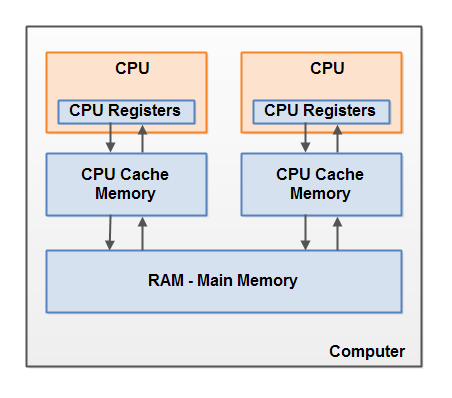 CPU
CPU
CPU Registers
CPU Registers
CPU Cache
Memory
CPU Cache
Memory
RAM - Main Memory
Computer